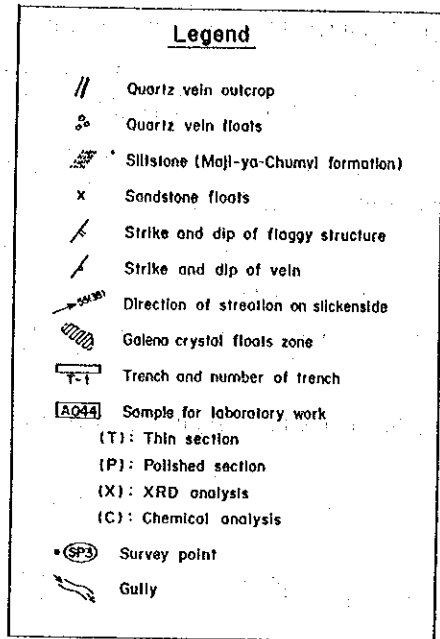 Legend
Quartz vein outcrop
Quartz vein floats
Siltstone (Maji-ya-Chumvi formation)
x Sandstone floats
Strike and dip of flaggy structure
Strike and dip of vein
Direction of streation on slickenside
Galena crystal floats zone
T-1 Trench and number of trench
AQ44 Sample for laboratory work
(T): Thin section
(P): Polished section
(X): XRD analysis
(C): Chemical analysis
SP3 Survey point
Gully